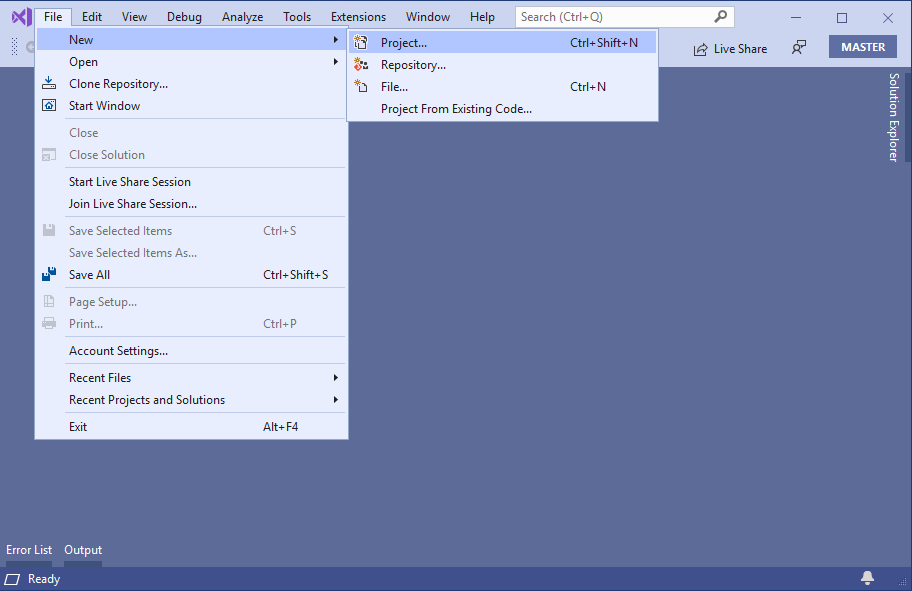 File Edit View Debug Analyze Tools Extensions Window Help Search (Ctrl+Q)
Live Share MASTER
New
Project... Ctrl+Shift+N
Open
Repository...
Clone Repository...
File... Ctrl+N
Start Window
Project From Existing Code...
Solution Explorer
Close
Close Solution
Start Live Share Session
Join Live Share Session...
Save Selected Items Ctrl+S
Save Selected Items As...
Save All Ctrl+Shift+S
Page Setup...
Print... Ctrl+P
Account Settings...
Recent Files
Recent Projects and Solutions
Exit Alt+F4
Error List Output
Ready